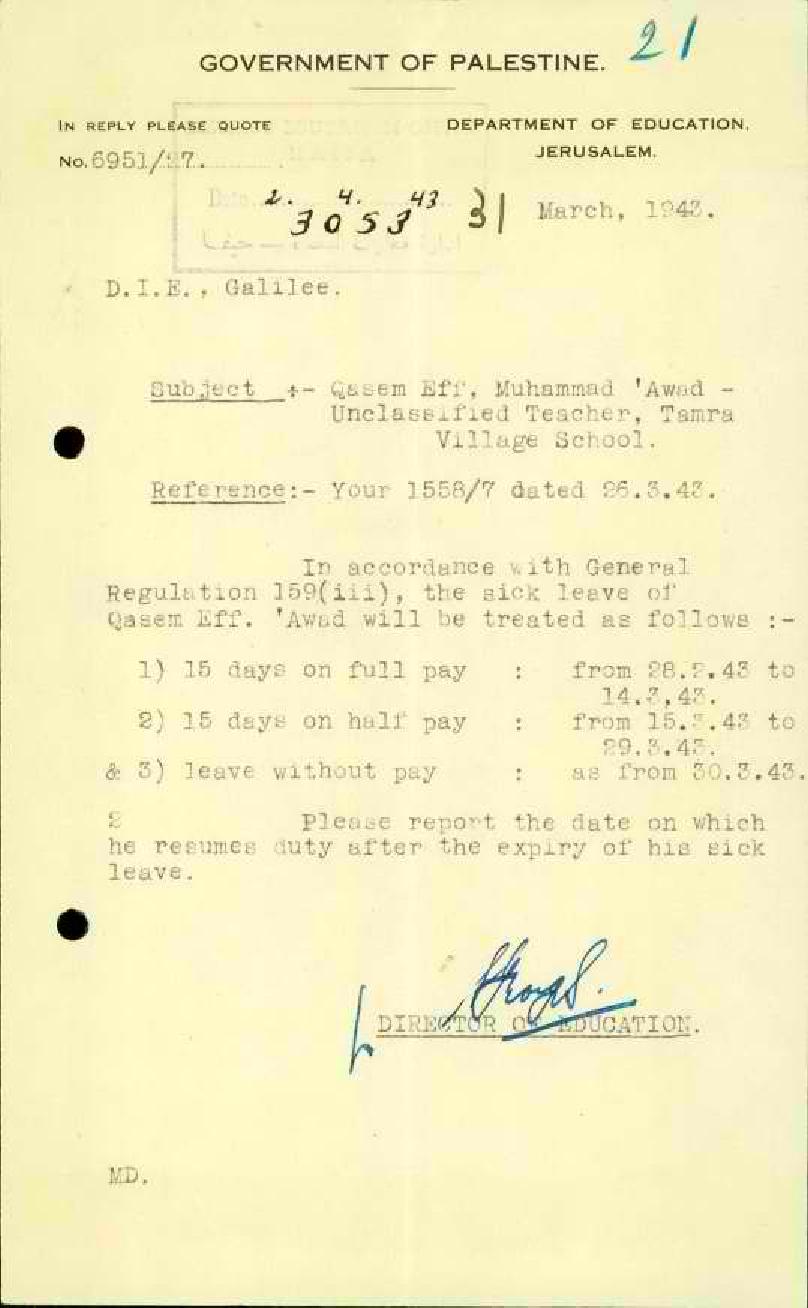 21
GOVERNMENT OF PALESTINE.
IN REPLY PLEASE QUOTE
DEPARTMENT OF EDUCATION,
JERUSALEM.
No. 6951/27.
Date 2. 4. 43
3053
31 March, 1943.
D.I.E., Galilee.
Subject :- Qasem Eff. Muhammad 'Awad -
Unclassified Teacher, Tamra
Village School.
Reference:- Your 1558/7 dated 26.3.43.
In accordance with General
Regulation 159(iii), the sick leave of
Qasem Eff. 'Awad will be treated as follows :-
1) 15 days on full pay : from 28.2.43 to
14.3.43.
2) 15 days on half pay : from 15.3.43 to
29.3.43.
& 3) leave without pay : as from 30.3.43.
2 Please report the date on which
he resumes duty after the expiry of his sick
leave.
DIRECTOR OF EDUCATION.
MD.